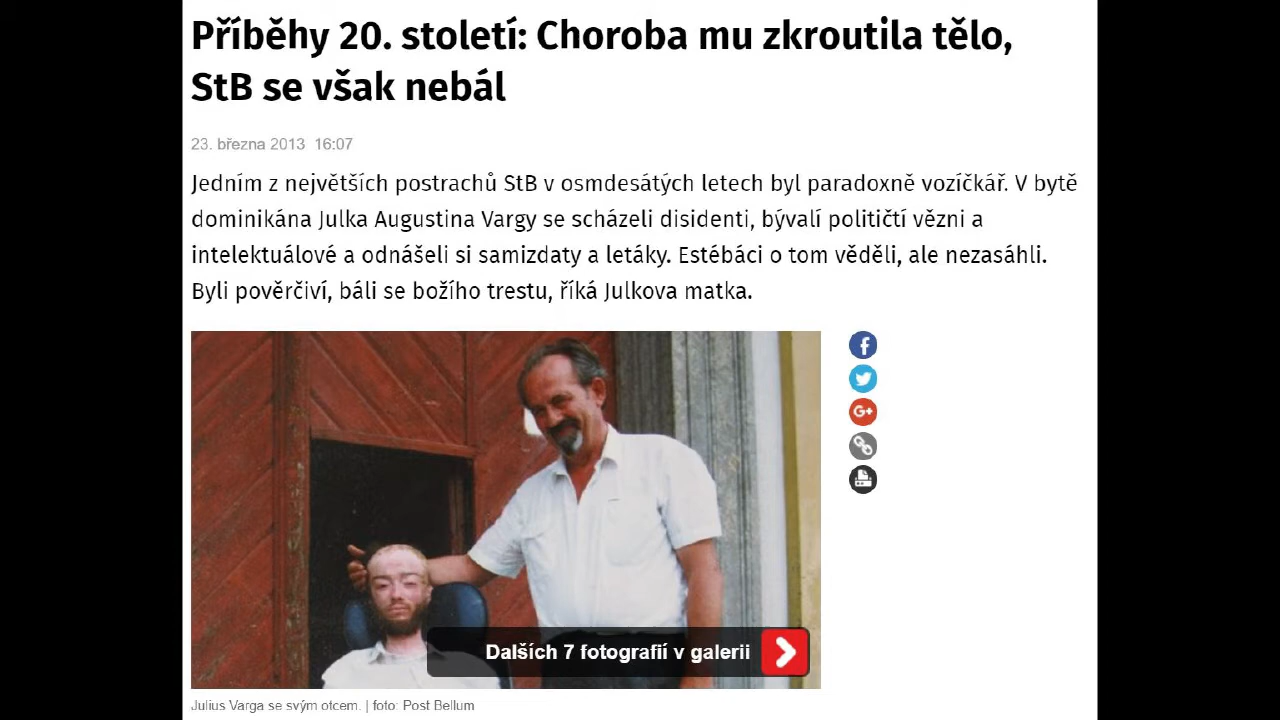 Příběhy 20. století: Choroba mu zkroutila tělo,
StB se však nebál
23. března 2013 16:07
Jedním z největších postrachů StB v osmdesátých letech byl paradoxně vozíčkář. V bytě
dominikána Julka Augustina Vargy se scházeli disidenti, bývalí političtí vězni a
intelektuálové a odnášeli si samizdaty a letáky. Estébáci o tom věděli, ale nezasáhli.
Byli pověrčiví, báli se božího trestu, říká Julkova matka.
Dalších 7 fotografií v galerii
Julius Varga se svým otcem. | foto: Post Bellum